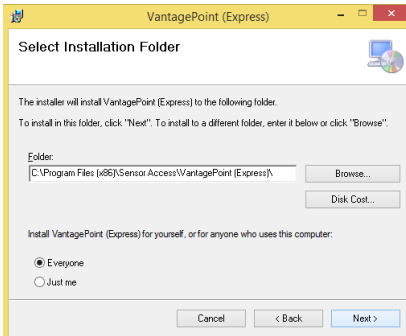 VantagePoint (Express)
Select Installation Folder
The installer will install VantagePoint (Express) to the following folder.
To install in this folder, click "Next". To install to a different folder, enter it below or click "Browse".
Folder:
C:\Program Files (x86)\Sensor Access\VantagePoint (Express)\
Browse...
Disk Cost...
Install VantagePoint (Express) for yourself, or for anyone who uses this computer:
Everyone
Just me
Cancel
< Back
Next >